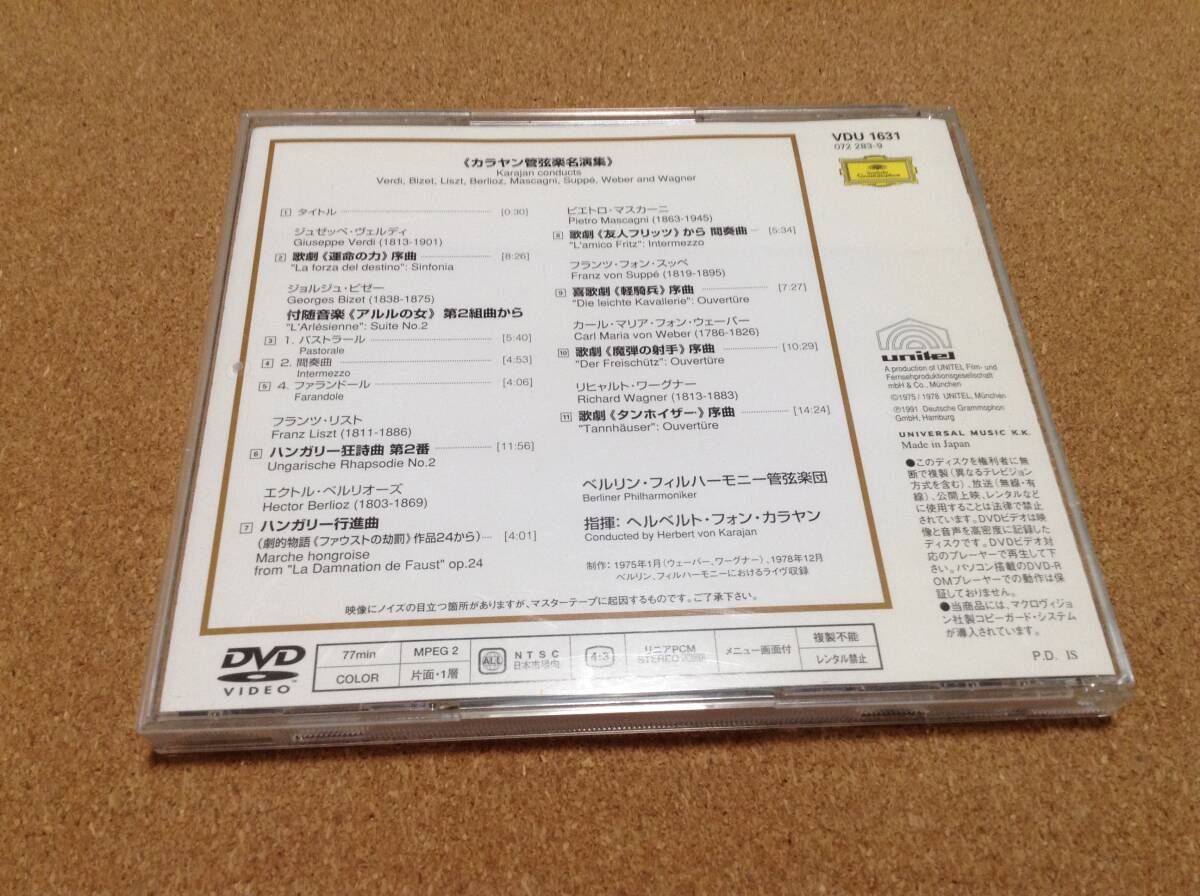 《カラヤン管弦楽名演集》
Karajan conducts
Verdi, Bizet, Liszt, Berlioz, Mascagni, Suppé, Weber and Wagner
1 タイトル [0:30]
ジュゼッペ・ヴェルディ
Giuseppe Verdi (1813-1901)
2 歌劇《運命の力》序曲 [8:26]
"La forza del destino": Sinfonia
ジョルジュ・ビゼー
Georges Bizet (1838-1875)
付随音楽《アルルの女》 第2組曲から
"L'Arlésienne": Suite No.2
3 1. パストラール [5:40]
Pastorale
4 2. 間奏曲 [4:53]
Intermezzo
5 4. ファランドール [4:06]
Farandole
フランツ・リスト
Franz Liszt (1811-1886)
6 ハンガリー狂詩曲 第2番 [11:56]
Ungarische Rhapsodie No.2
エクトル・ベルリオーズ
Hector Berlioz (1803-1869)
7 ハンガリー行進曲
(劇的物語《ファウストの劫罰》作品24から) [4:01]
Marche hongroise
from "La Damnation de Faust" op.24
ピエトロ・マスカーニ
Pietro Mascagni (1863-1945)
8 歌劇《友人フリッツ》から 間奏曲 [5:34]
"L'amico Fritz": Intermezzo
フランツ・フォン・スッペ
Franz von Suppé (1819-1895)
9 喜歌劇《軽騎兵》序曲 [7:27]
"Die leichte Kavallerie": Ouvertüre
カール・マリア・フォン・ウェーバー
Carl Maria von Weber (1786-1826)
10 歌劇《魔弾の射手》序曲 [10:29]
"Der Freischütz": Ouvertüre
リヒャルト・ワーグナー
Richard Wagner (1813-1883)
11 歌劇《タンホイザー》序曲 [14:24]
"Tannhäuser": Ouvertüre
ベルリン・フィルハーモニー管弦楽団
Berliner Philharmoniker
指揮：ヘルベルト・フォン・カラヤン
Conducted by Herbert von Karajan
制作：1975年1月(ウェーバー、ワーグナー)、1978年12月
ベルリン、フィルハーモニーにおけるライヴ収録
映像にノイズの目立つ箇所がありますが、マスターテープに起因するものです。ご了承下さい。
VDU 1631
072 283-9
Deutsche
Grammophon
unitel
A production of UNITEL Film- und
Fernsehproduktionsgesellschaft
mbH & Co., München
©1975 / 1978 UNITEL, München
℗1991 Deutsche Grammophon
GmbH, Hamburg
UNIVERSAL MUSIC K.K.
Made in Japan
●このディスクを権利者に無
断で複製(異なるテレビジョン
方式を含む)、放送(無線・有
線)、公開上映、レンタルなど
に使用することは法律で禁止
されています。DVDビデオは映
像と音声を高密度に記録した
ディスクです。DVDビデオ対
応のプレーヤーで再生して下
さい。パソコン搭載のDVD-R
OMプレーヤーでの動作は保
証しておりません。
●当商品には、マクロヴィジョ
ン社製コピーガード・システム
が導入されています。
P.D. IS
DVD
VIDEO
77min
COLOR
MPEG 2
片面・1層
ALL
NTSC
日本市場向
4:3
リニアPCM
STEREO
メニュー画面付
複製不能
レンタル禁止